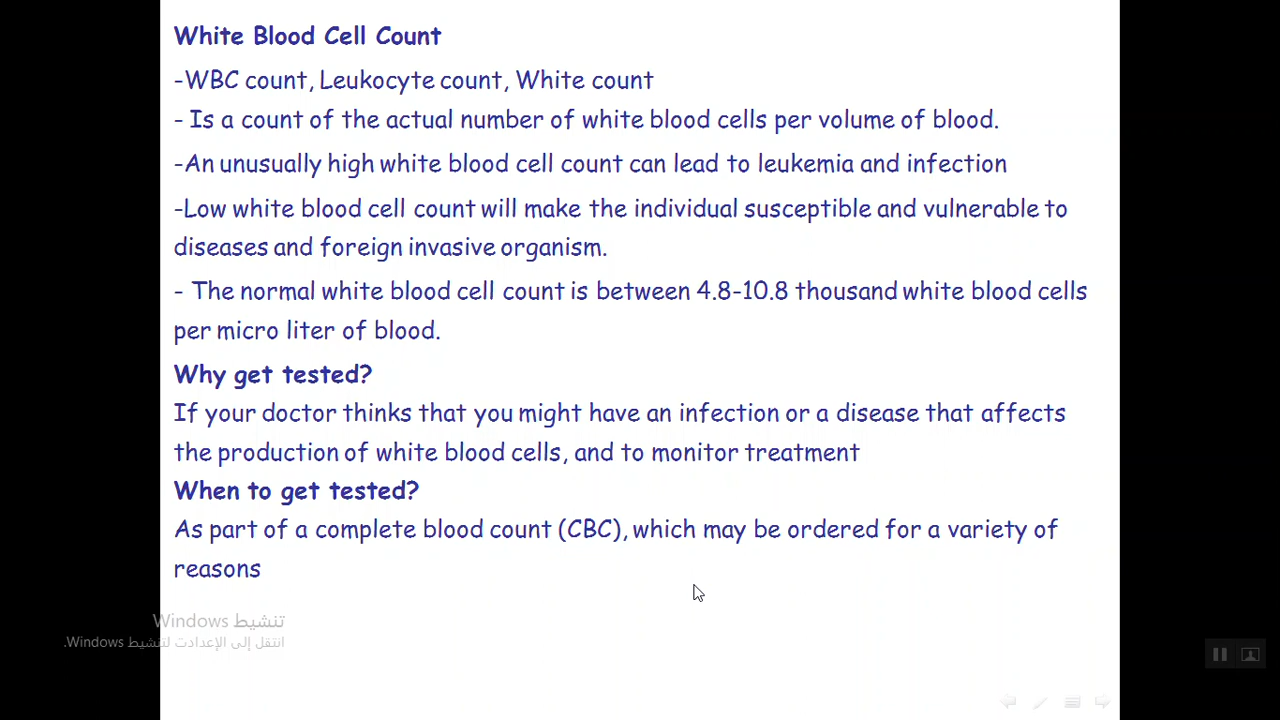 White Blood Cell Count
-WBC count, Leukocyte count, White count
- Is a count of the actual number of white blood cells per volume of blood.
-An unusually high white blood cell count can lead to leukemia and infection
-Low white blood cell count will make the individual susceptible and vulnerable to
diseases and foreign invasive organism.
- The normal white blood cell count is between 4.8-10.8 thousand white blood cells
per micro liter of blood.
Why get tested?
If your doctor thinks that you might have an infection or a disease that affects
the production of white blood cells, and to monitor treatment
When to get tested?
As part of a complete blood count (CBC), which may be ordered for a variety of
reasons
تنشيط Windows
انتقل إلى الإعدادات لتنشيط Windows.